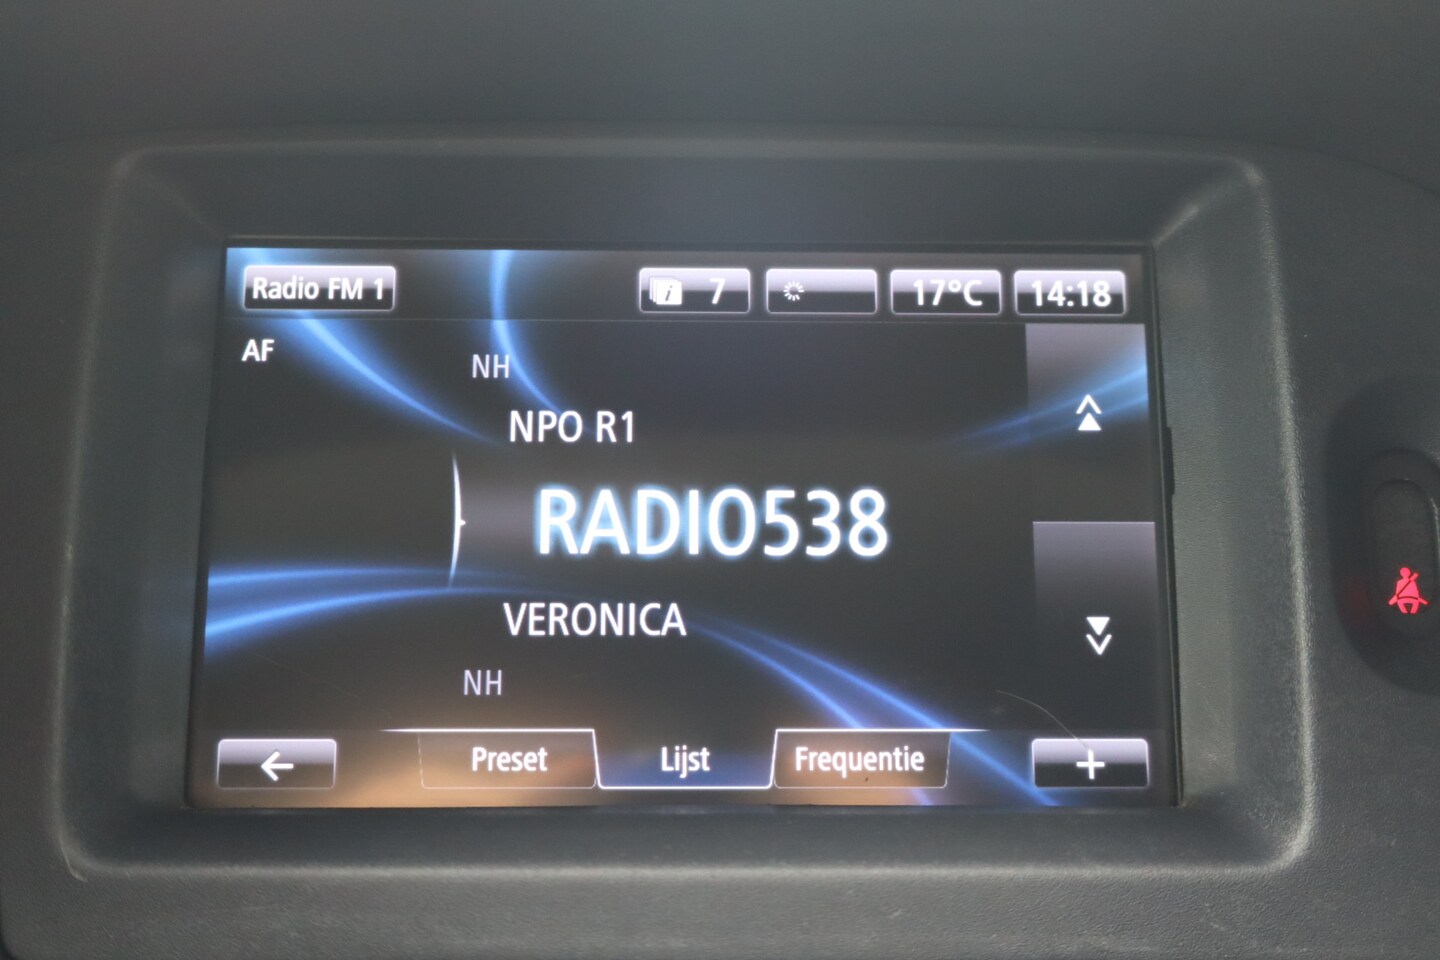 Radio FM 1 7 17°C 14:18
AF
NH
NPO R1
RADIO538
VERONICA
NH
Preset Lijst Frequentie